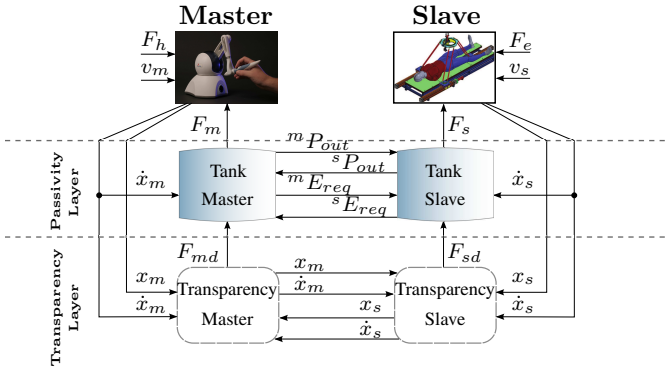 Master Slave
F_h F_e
v_m v_s
F_m F_s
Passivity
Layer
^mP_out
^sP_out
Tank Tank
ẋ_m ẋ_s
^mE_req
Master Slave
^sE_req
F_md F_sd
Transparency
Layer
x_m
x_m x_s
Transparency ẋ_m Transparency
x_s
ẋ_m Master Slave ẋ_s
ẋ_s